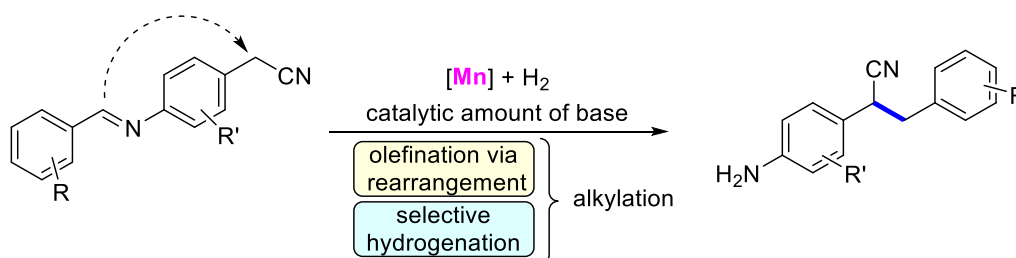 CN
N
R
R'
[Mn] + H2
catalytic amount of base
olefination via
rearrangement
selective
hydrogenation
alkylation
CN
H2N
R'